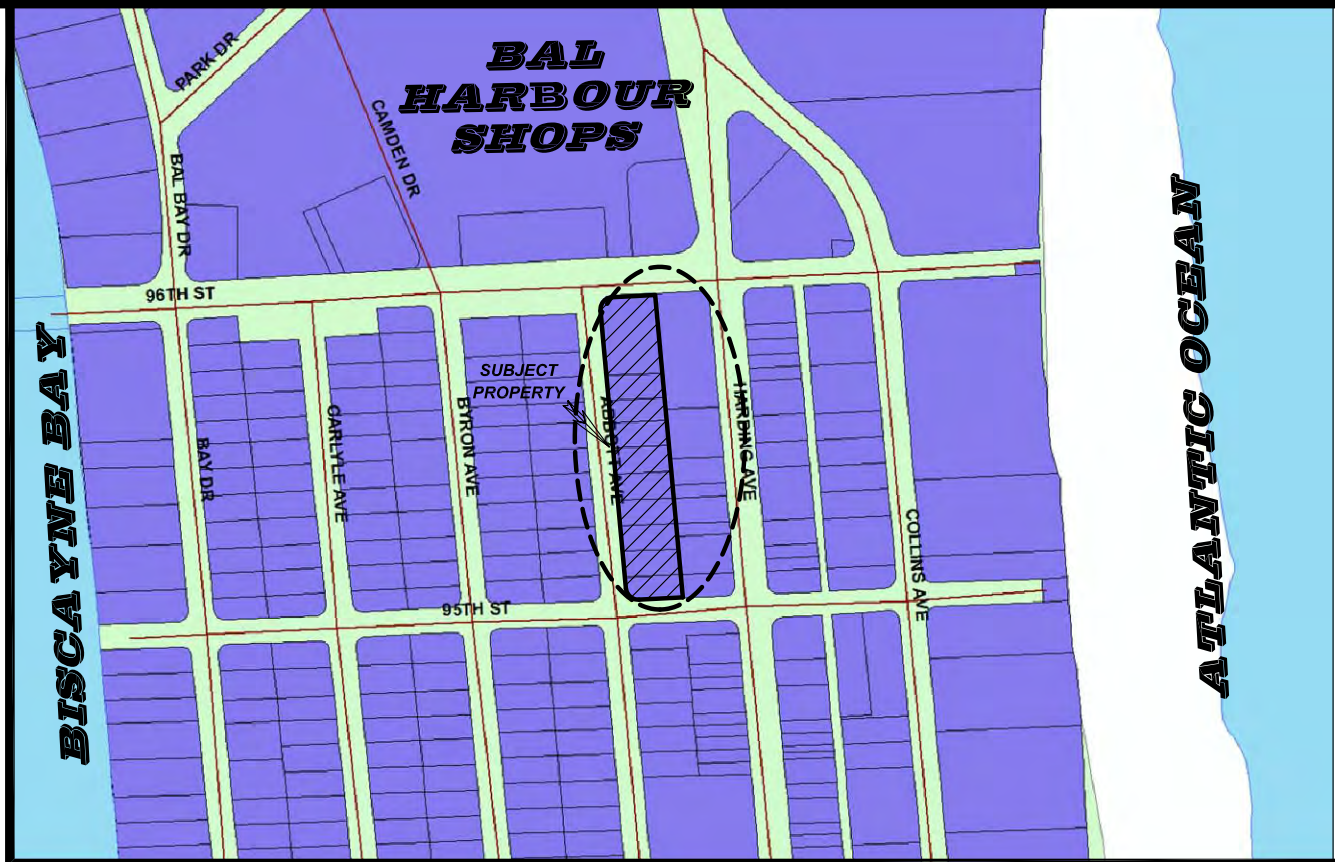 BAL
HARBOUR
SHOPS
PARK DR
CAMDEN DR
BAL BAY DR
96TH ST
BISCAYNE BAY
ATLANTIC OCEAN
SUBJECT
PROPERTY
BAY DR
CARLYLE AVE
BYRON AVE
ABBOTT AVE
HARDING AVE
COLLINS AVE
95TH ST